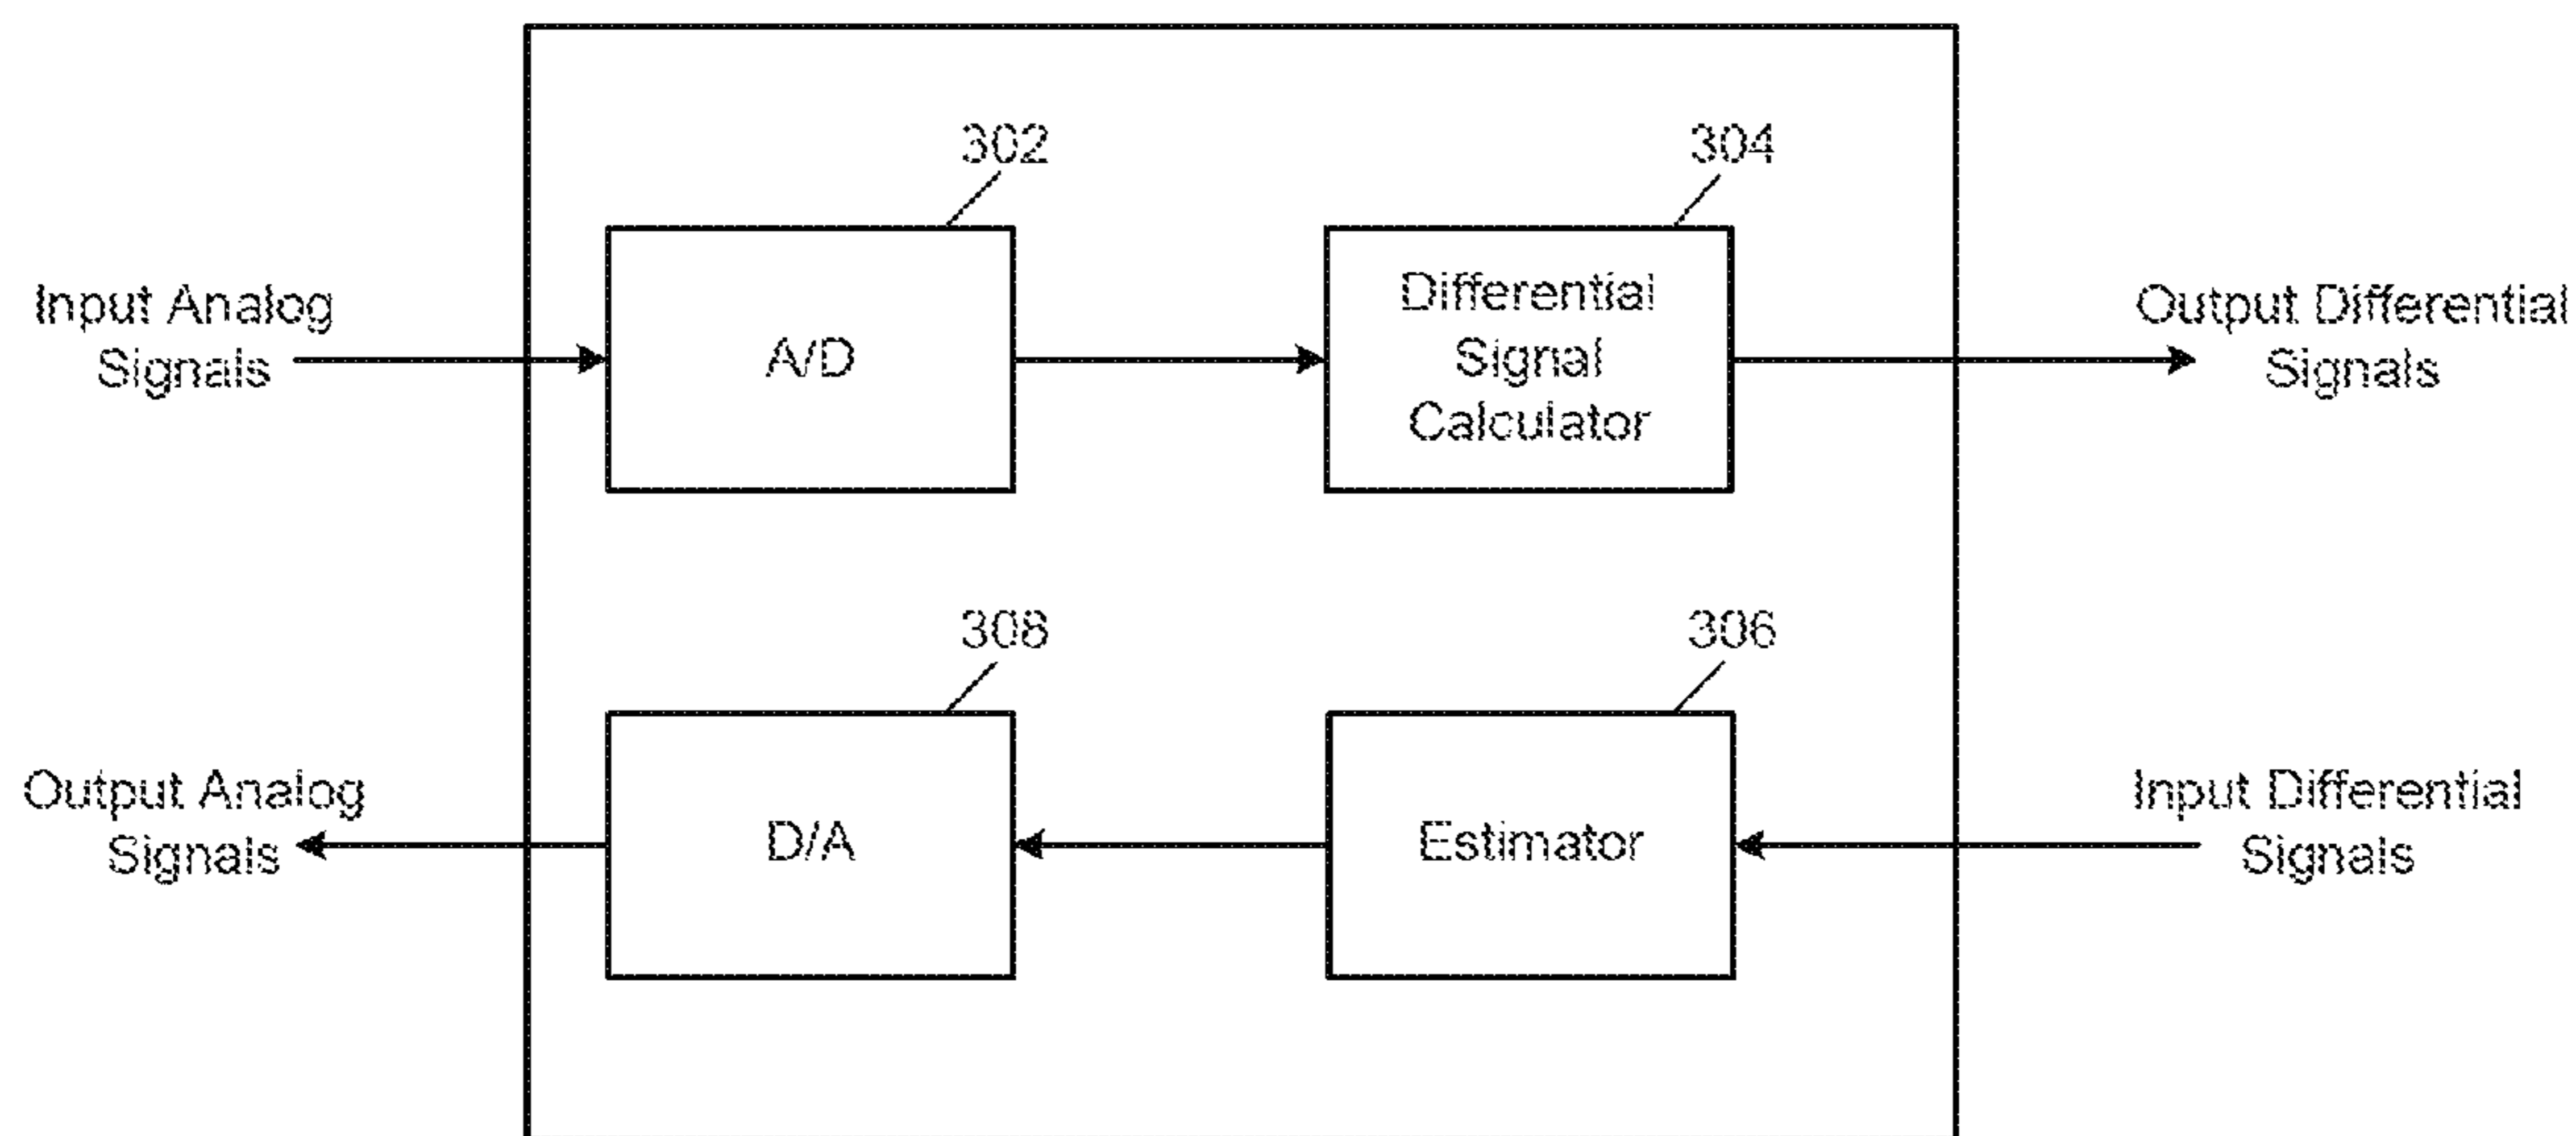 302
304
Input Analog
Signals
A/D
Differential
Signal
Calculator
Output Differential
Signals
308
306
Output Analog
Signals
D/A
Estimator
Input Differential
Signals